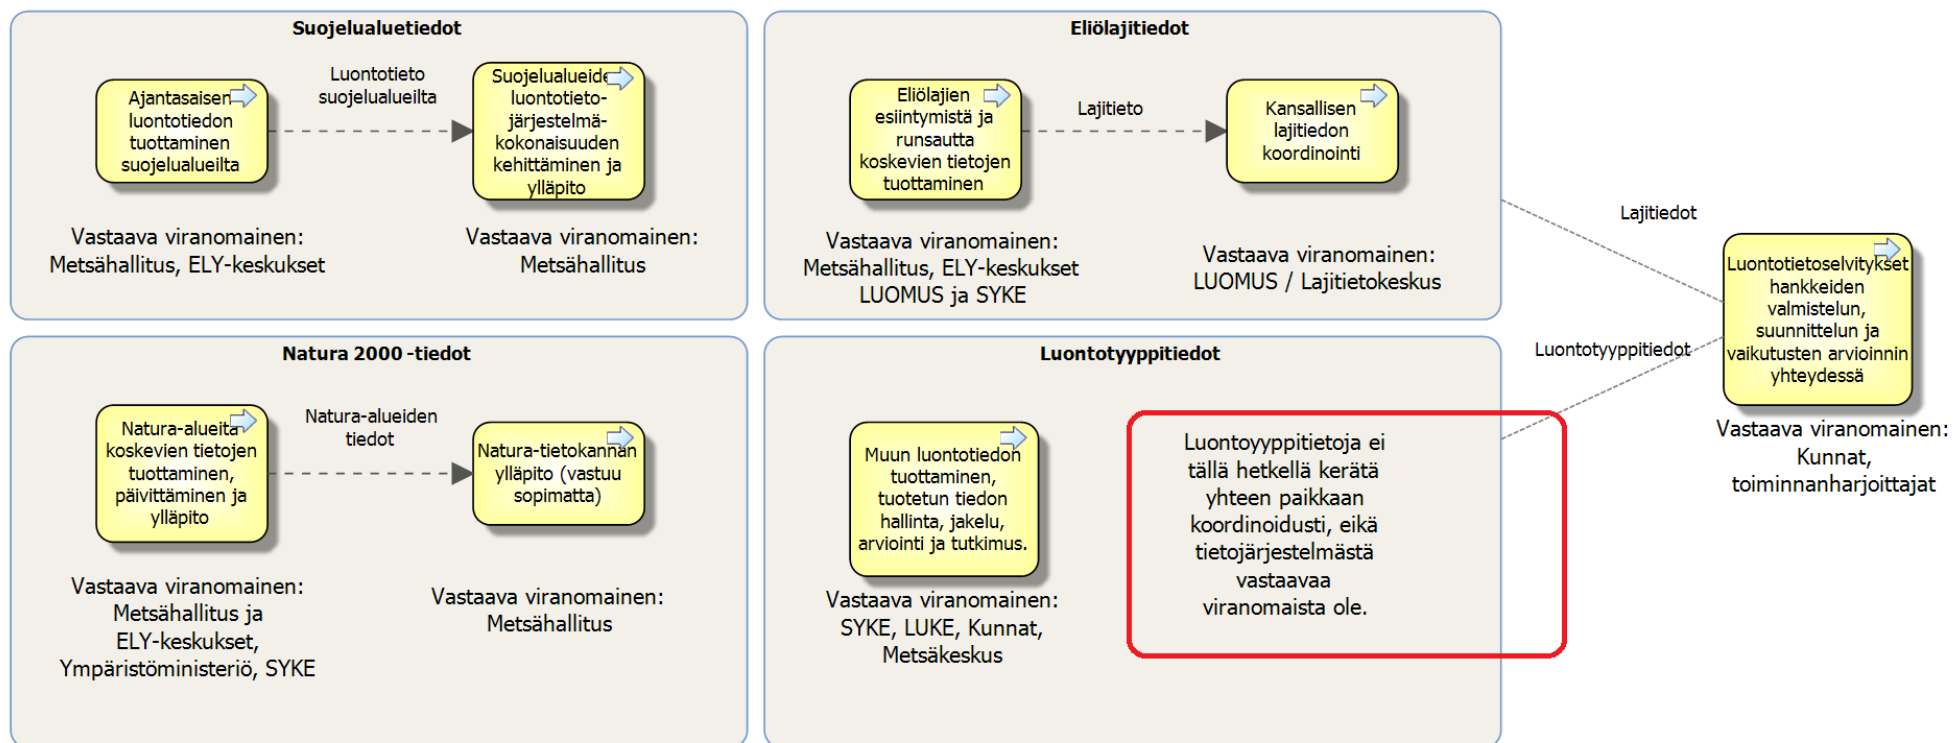 Suojelualuetiedot
Ajantasaisen
luontotiedon
tuottaminen
suojelualueilta
Luontotieto
suojelualueilta
Suojelualueiden
luontotieto-
järjestelmä-
kokonaisuuden
kehittäminen ja
ylläpito
Vastaava viranomainen:
Metsähallitus, ELY-keskukset
Vastaava viranomainen:
Metsähallitus
Eliölajitiedot
Eliölajien
esiintymistä ja
runsautta
koskevien tietojen
tuottaminen
Lajitieto
Kansallisen
lajitiedon
koordinointi
Vastaava viranomainen:
Metsähallitus, ELY-keskukset
LUOMUS ja SYKE
Vastaava viranomainen:
LUOMUS / Lajitietokeskus
Natura 2000 -tiedot
Natura-alueita
koskevien tietojen
tuottaminen,
päivittäminen ja
ylläpito
Natura-alueiden
tiedot
Natura-tietokannan
ylläpito (vastuu
sopimatta)
Vastaava viranomainen:
Metsähallitus ja
ELY-keskukset,
Ympäristöministeriö, SYKE
Vastaava viranomainen:
Metsähallitus
Luontotyyppitiedot
Muun luontotiedon
tuottaminen,
tuotetun tiedon
hallinta, jakelu,
arviointi ja tutkimus.
Vastaava viranomainen:
SYKE, LUKE, Kunnat,
Metsäkeskus
Luontoyyppitietoja ei
tällä hetkellä kerätä
yhteen paikkaan
koordinoidusti, eikä
tietojärjestelmästä
vastaavaa
viranomaista ole.
Lajitiedot
Luontotyyppitiedot
Luontotietoselvitykset
hankkeiden
valmistelun,
suunnittelun ja
vaikutusten arvioinnin
yhteydessä
Vastaava viranomainen:
Kunnat,
toiminnanharjoittajat